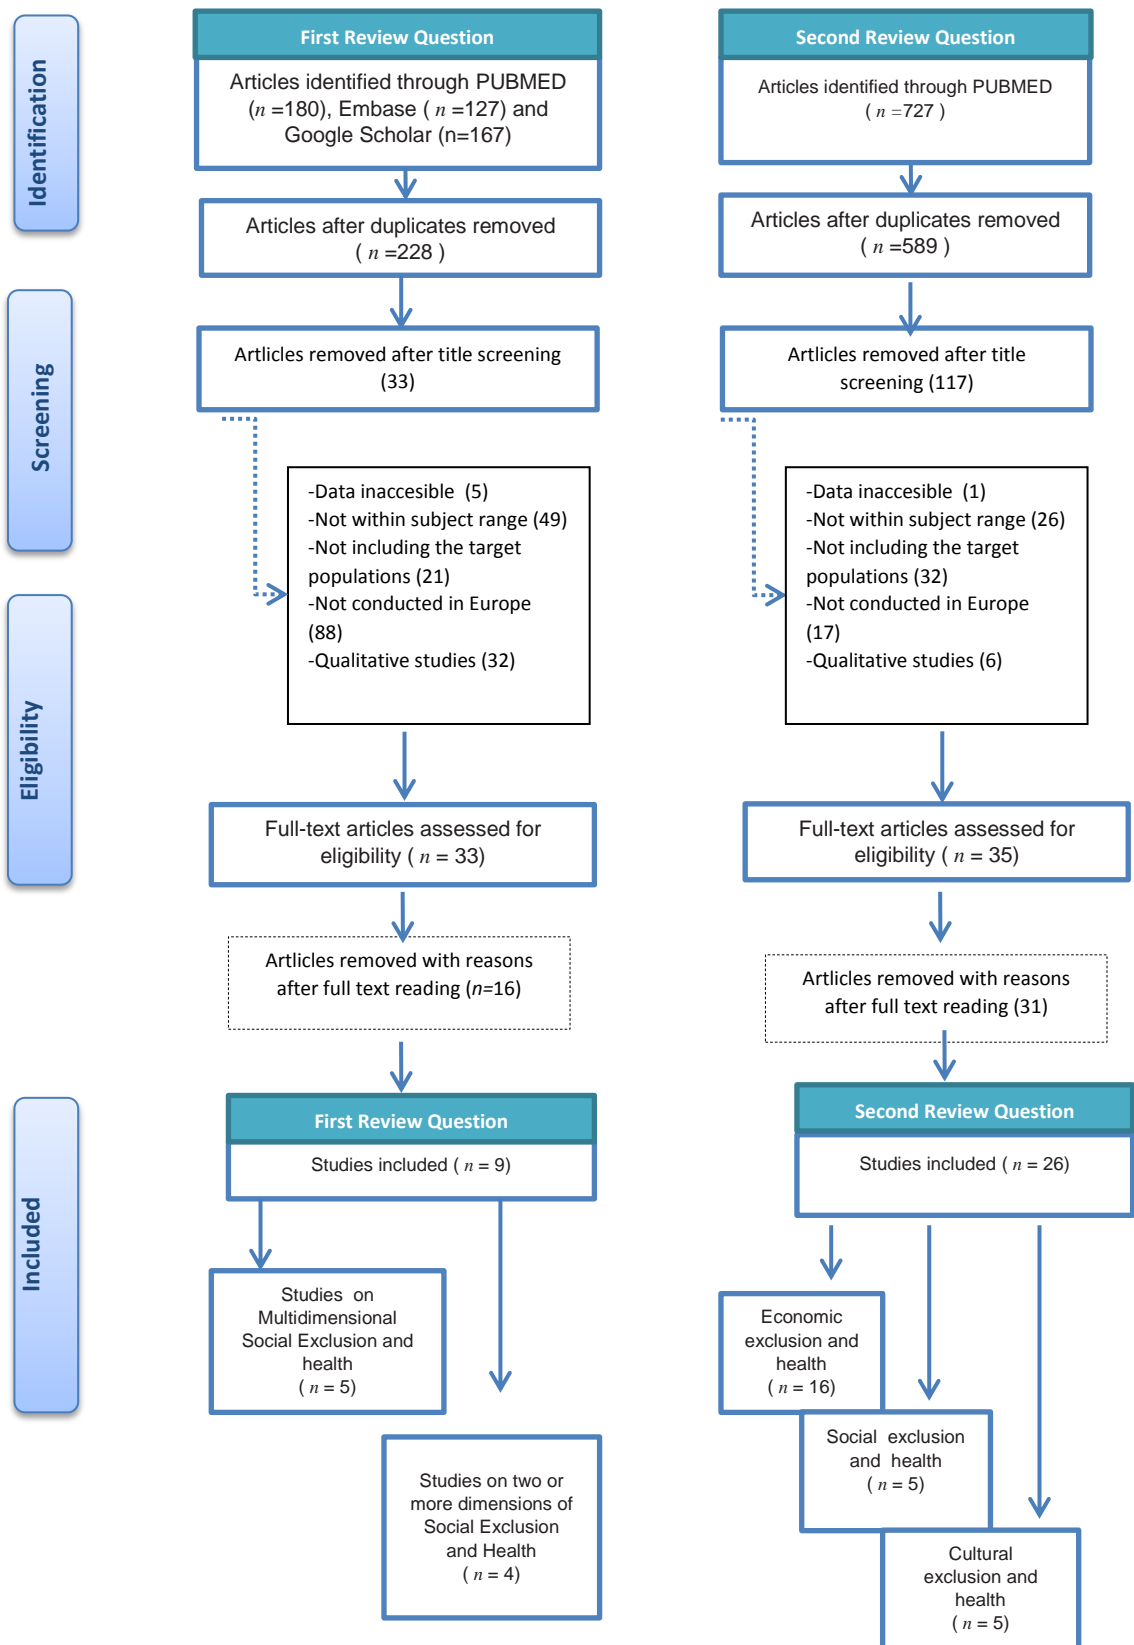 Identification
First Review Question
Articles identified through PUBMED
(n =180), Embase ( n =127) and
Google Scholar (n=167)
Articles after duplicates removed
( n =228 )
Second Review Question
Articles identified through PUBMED
( n =727 )
Articles after duplicates removed
( n =589 )
Screening
Artlicles removed after title screening
(33)
-Data inaccesible (5)
-Not within subject range (49)
-Not including the target
populations (21)
-Not conducted in Europe
(88)
-Qualitative studies (32)
Artlicles removed after title
screening (117)
-Data inaccesible (1)
-Not within subject range (26)
-Not including the target
populations (32)
-Not conducted in Europe
(17)
-Qualitative studies (6)
Eligibility
Full-text articles assessed for
eligibility ( n = 33)
Artlicles removed with reasons
after full text reading (n=16)
Full-text articles assessed for
eligibility ( n = 35)
Artlicles removed with reasons
after full text reading (31)
Included
First Review Question
Studies included ( n = 9)
Studies on
Multidimensional
Social Exclusion and
health
( n = 5)
Studies on two or
more dimensions of
Social Exclusion
and Health
( n = 4)
Second Review Question
Studies included ( n = 26)
Economic
exclusion and
health
( n = 16)
Social exclusion
and health
( n = 5)
Cultural
exclusion and
health
( n = 5)